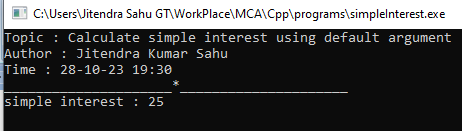 C:\Users\Jitendra Sahu GT\WorkPlace\MCA\Cpp\programs\simpleInterest.exe
Topic : Calculate simple interest using default argument
Author : Jitendra Kumar Sahu
Time : 28-10-23 19:30
_____________________*_____________________
simple interest : 25